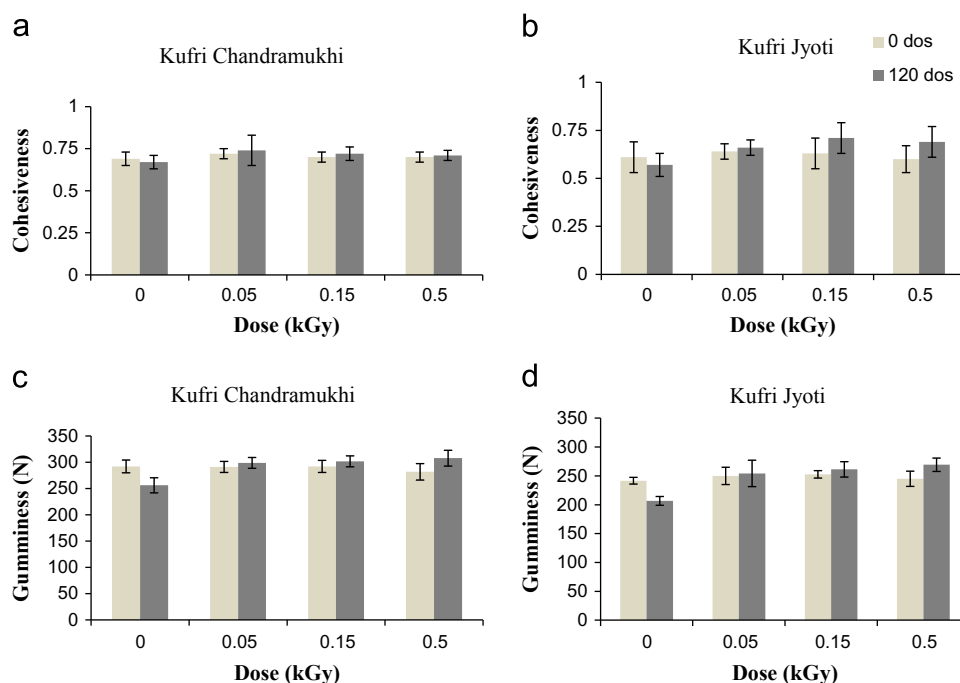 a
Kufri Chandramukhi
1
0.75
0.5
0.25
0
Cohesiveness
0 0.05 0.15 0.5
Dose (kGy)
b
Kufri Jyoti
0 dos
120 dos
1
0.75
0.5
0.25
0
Cohesiveness
0 0.05 0.15 0.5
Dose (kGy)
c
Kufri Chandramukhi
350
300
250
200
150
100
50
0
Gumminess (N)
0 0.05 0.15 0.5
Dose (kGy)
d
Kufri Jyoti
350
300
250
200
150
100
50
0
Gumminess (N)
0 0.05 0.15 0.5
Dose (kGy)